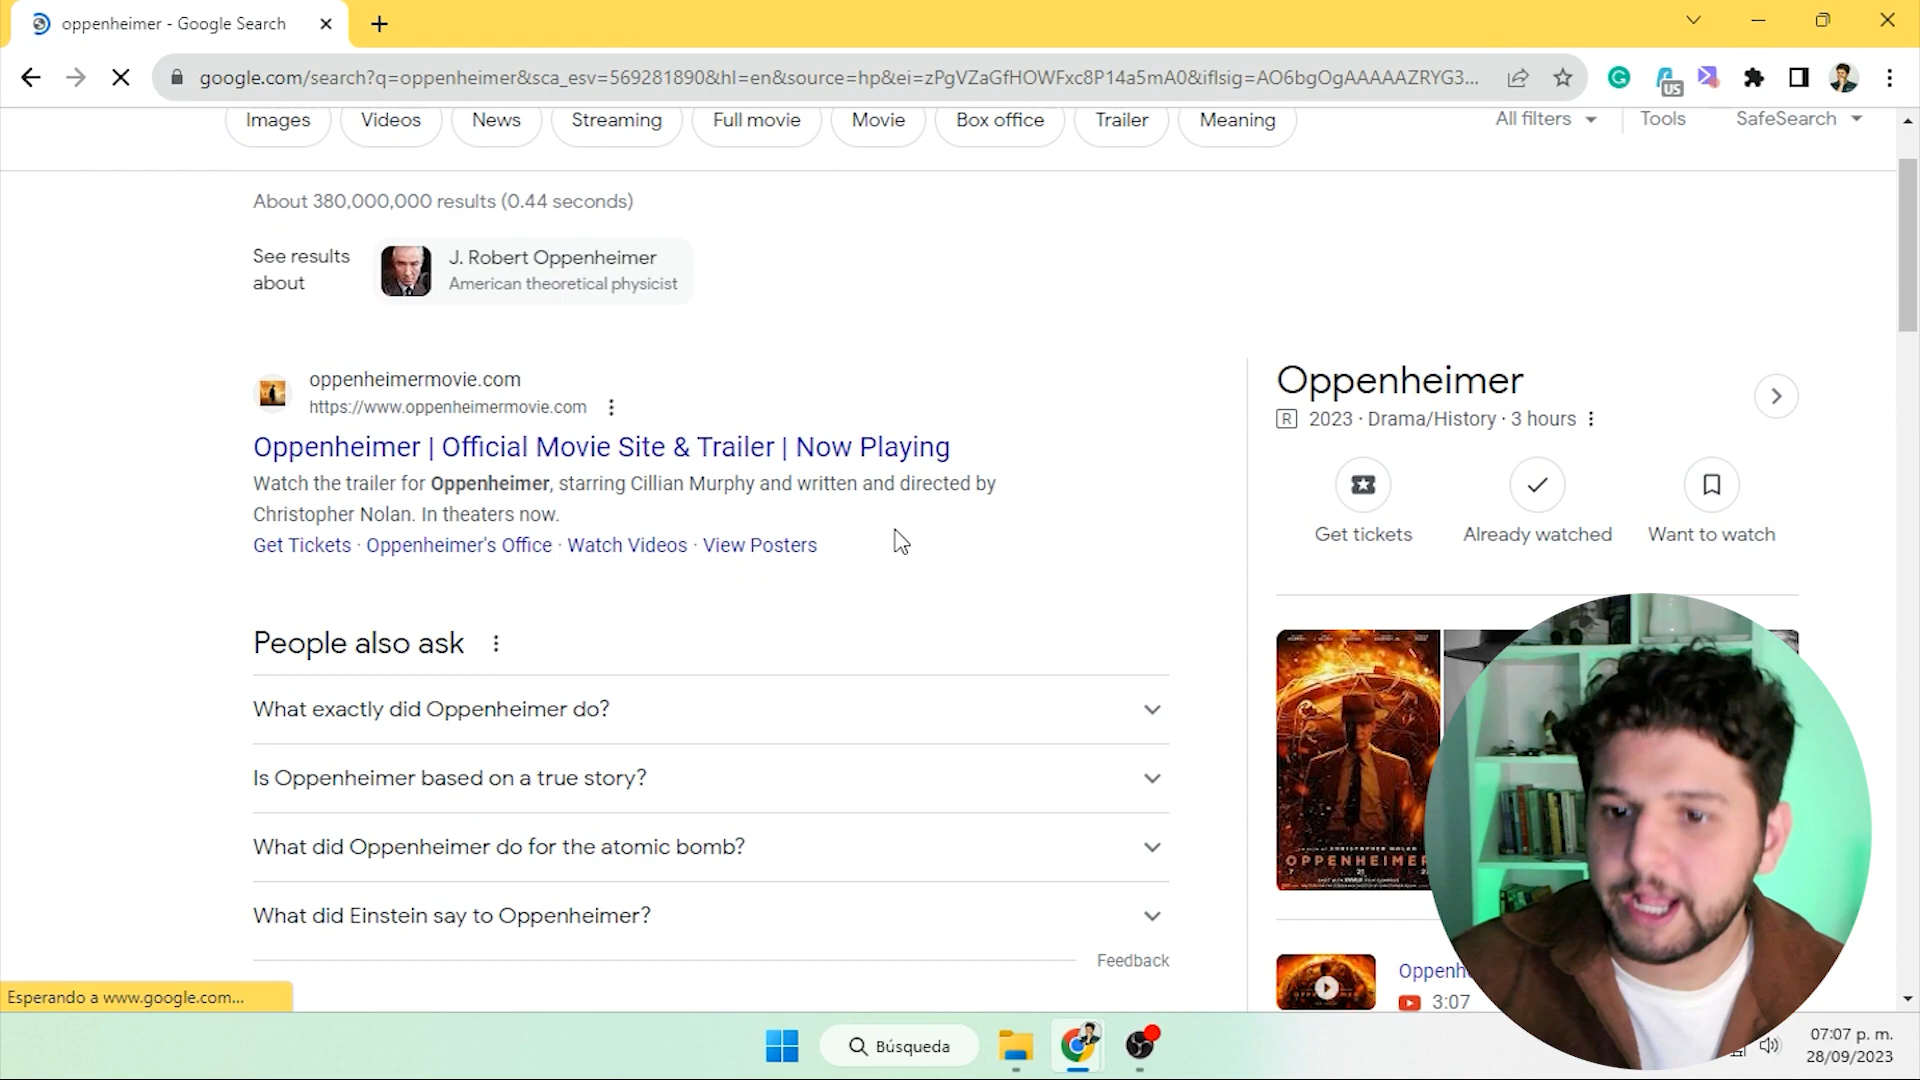 oppenheimer - Google Search
google.com/search?q=oppenheimer&sca_esv=569281890&hl=en&source=hp&ei=zPgVZaGfHOWFxc8P14a5mA0&iflsig=AO6bgOgAAAAAZRYG3...
US
Images
Videos
News
Streaming
Full movie
Movie
Box office
Trailer
Meaning
All filters
Tools
SafeSearch
About 380,000,000 results (0.44 seconds)
See results about
J. Robert Oppenheimer
American theoretical physicist
oppenheimermovie.com
https://www.oppenheimermovie.com
Oppenheimer | Official Movie Site & Trailer | Now Playing
Watch the trailer for Oppenheimer, starring Cillian Murphy and written and directed by
Christopher Nolan. In theaters now.
Get Tickets · Oppenheimer's Office · Watch Videos · View Posters
People also ask
What exactly did Oppenheimer do?
Is Oppenheimer based on a true story?
What did Oppenheimer do for the atomic bomb?
What did Einstein say to Oppenheimer?
Feedback
Oppenheimer
R 2023 · Drama/History · 3 hours
Get tickets
Already watched
Want to watch
OPPENHEIMER
Oppenh
3:07
Esperando a www.google.com...
Búsqueda
07:07 p. m.
28/09/2023